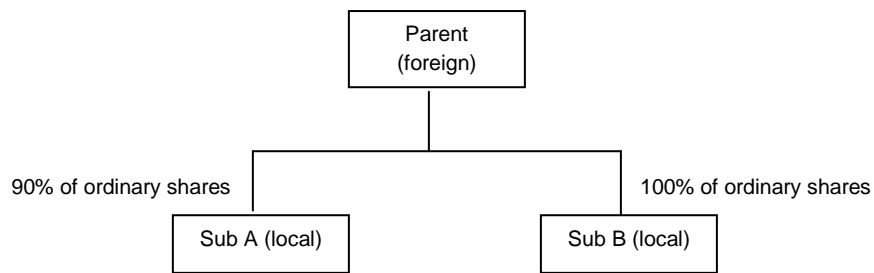 Parent
(foreign)
90% of ordinary shares
100% of ordinary shares
Sub A (local)
Sub B (local)